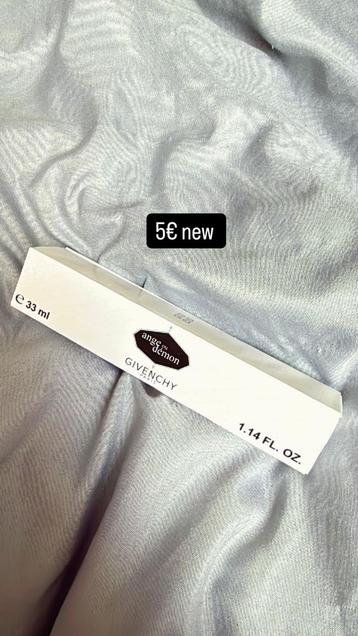 5€ new
e 33 ml
ange ou
démon
GIVENCHY
1.14 FL. OZ.